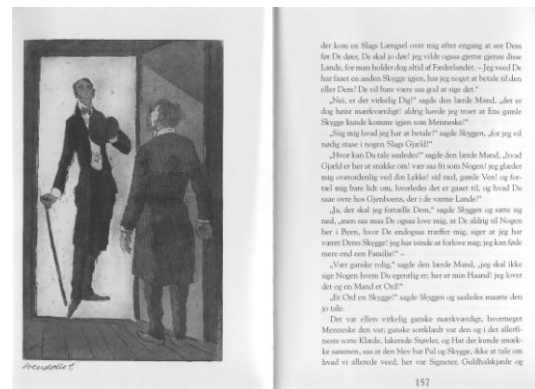 der kom en Slags Længsel over mig efter engang at see Dem
før De døer, De skal jo døe! jeg vilde ogsaa gjerne gjense disse
Lande, for man holder dog altid af Fædrelandet. – Jeg veed De
har faaet en anden Skygge igjen, har jeg noget at betale til den
eller Dem? De vil bare være saa god at sige det."
„Nei, er det virkelig Dig!" sagde den lærde Mand, „det er
dog høist mærkværdigt! aldrig havde jeg troet at Ens gamle
Skygge kunde komme igjen som Menneske!"
„Siig mig hvad jeg har at betale!" sagde Skyggen, „for jeg vil
nødig staae i nogen Slags Gjæld!"
„Hvor kan Du tale saaledes!" sagde den lærde Mand, „hvad
Gjæld er her at snakke om! vær saa fri som Nogen! jeg glæder
mig overordenlig ved din Lykke! sid ned, gamle Ven! og for-
tæl mig bare lidt om, hvorledes det er gaaet til, og hvad Du
saae ovre hos Gjenboens, der i de varme Lande!"
„Ja, det skal jeg fortælle Dem," sagde Skyggen og satte sig
ned, „men saa maa De ogsaa love mig, at De aldrig til Nogen
her i Byen, hvor De endogsaa træffer mig, siger at jeg har
været Deres Skygge! jeg har isinde at forlove mig; jeg kan føde
mere end een Familie!" –
„Vær ganske rolig," sagde den lærde Mand, „jeg skal ikke
sige Nogen hvem Du egentlig er; her er min Haand! jeg lover
det og en Mand et Ord!"
„Et Ord en Skygge!" sagde Skyggen og saaledes maatte den
jo tale.
Det var ellers virkelig ganske mærkværdigt, hvormeget
Menneske den var; ganske sortklædt var den og i det allerfi-
neste sorte Klæde, lakerede Støvler, og Hat der kunde smæk-
ke sammen, saa at den blev bar Pul og Skygge, ikke at tale om
hvad vi allerede veed, her var Signeter, Guldhalskjæde og
157